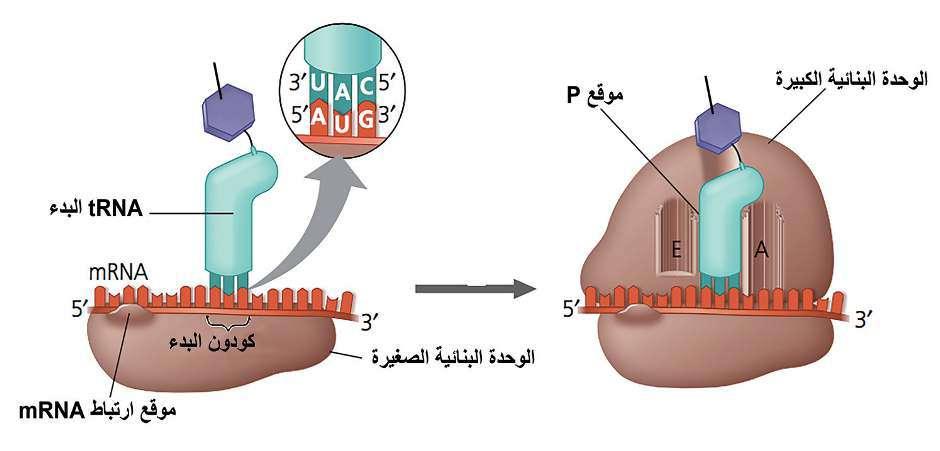 3′ U A C 5′
5′ A U G 3′
tRNA البدء
mRNA
5′
3′
كودون البدء
الوحدة البنائية الصغيرة
موقع ارتباط mRNA
الوحدة البنائية الكبيرة
موقع P
E
A
5′
3′